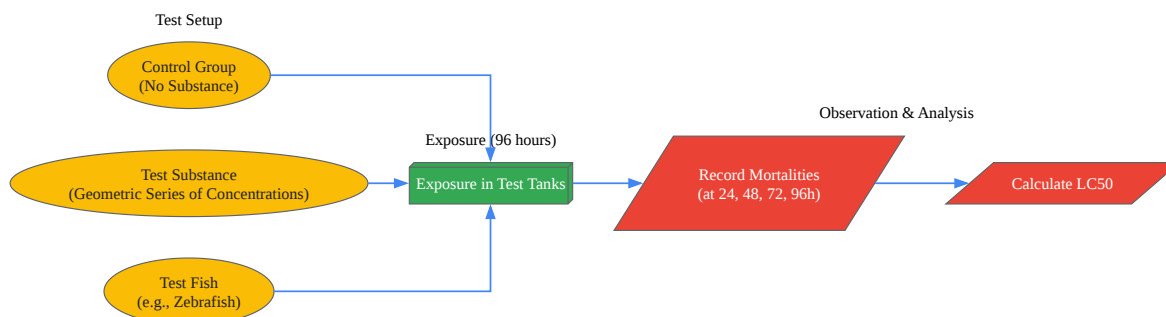 Test Setup
Control Group
(No Substance)
Test Substance
(Geometric Series of Concentrations)
Test Fish
(e.g., Zebrafish)
Exposure (96 hours)
Exposure in Test Tanks
Observation & Analysis
Record Mortalities
(at 24, 48, 72, 96h)
Calculate LC50